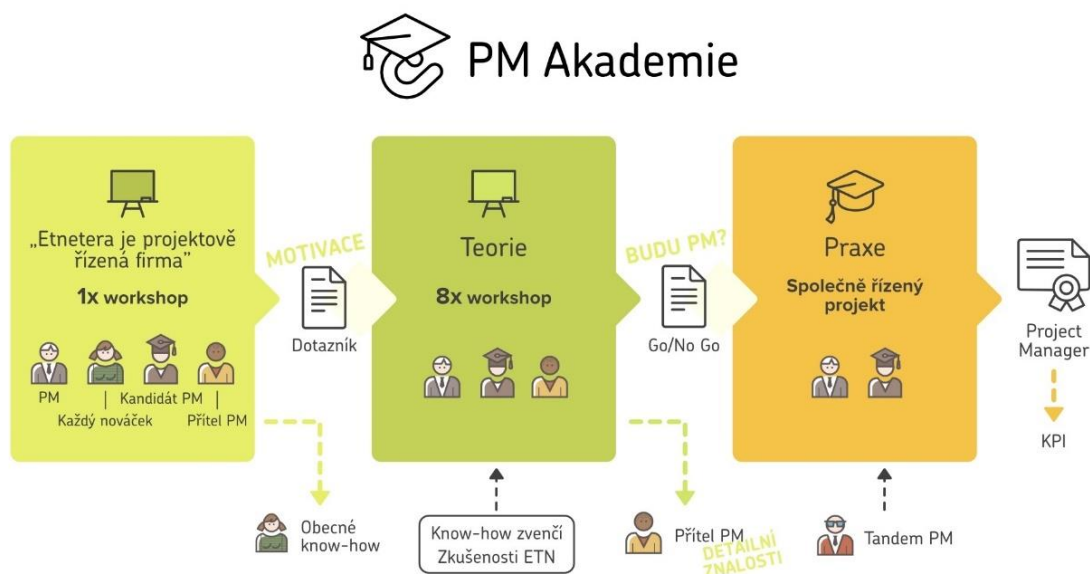 PM Akademie
„Etnetera je projektově
řízená firma”
1x workshop
PM
Kandidát PM
Každý nováček
Přítel PM
MOTIVACE
Dotazník
Teorie
8x workshop
BUDU PM?
Go/No Go
Praxe
Společně řízený
projekt
Project
Manager
KPI
Obecné
know-how
Know-how zvenčí
Zkušenosti ETN
Přítel PM
DETAILNÍ
ZNALOSTI
Tandem PM